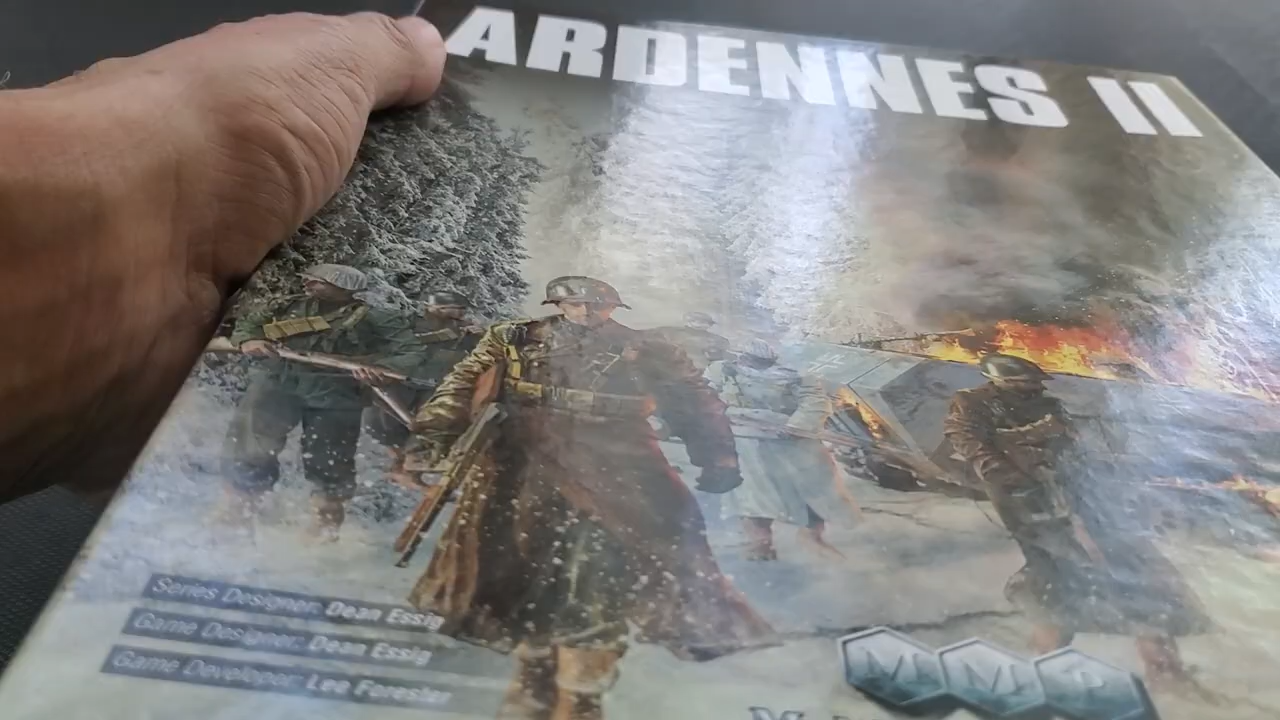 ARDENNES II
Series Designer: Dean Essig
Game Designer: Dean Essig
Game Developer: Lee Forester
MMP